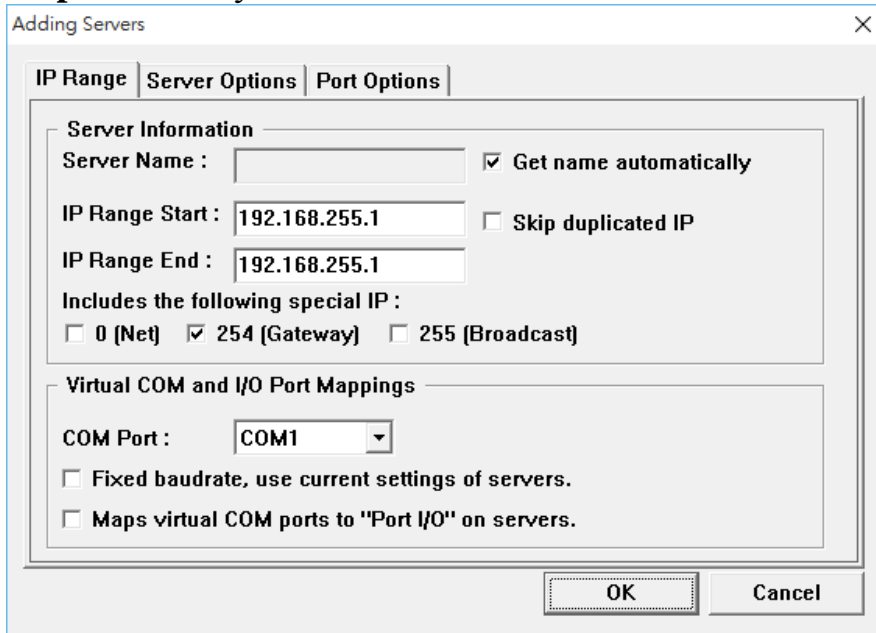 Adding Servers
IP Range Server Options Port Options
Server Information
Server Name :
Get name automatically
IP Range Start : 192.168.255.1
Skip duplicated IP
IP Range End : 192.168.255.1
Includes the following special IP :
0 (Net) 254 (Gateway) 255 (Broadcast)
Virtual COM and I/O Port Mappings
COM Port : COM1
Fixed baudrate, use current settings of servers.
Maps virtual COM ports to "Port I/O" on servers.
OK Cancel